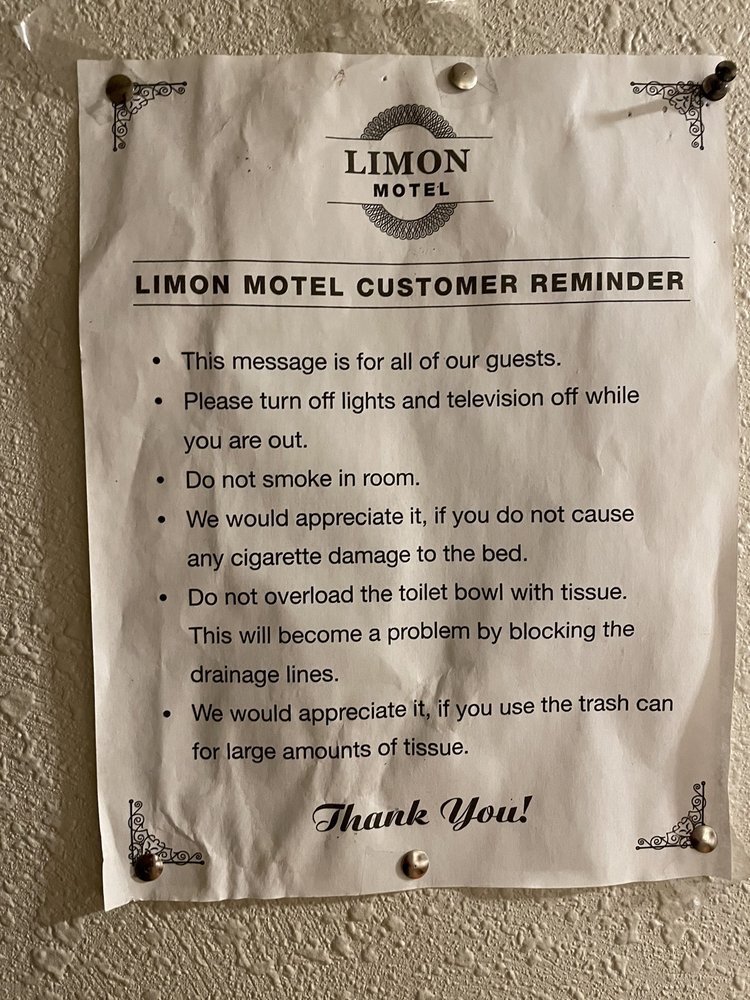 LIMON
MOTEL
LIMON MOTEL CUSTOMER REMINDER
• This message is for all of our guests.
• Please turn off lights and television off while
you are out.
• Do not smoke in room.
• We would appreciate it, if you do not cause
any cigarette damage to the bed.
• Do not overload the toilet bowl with tissue.
This will become a problem by blocking the
drainage lines.
• We would appreciate it, if you use the trash can
for large amounts of tissue.
Thank You!